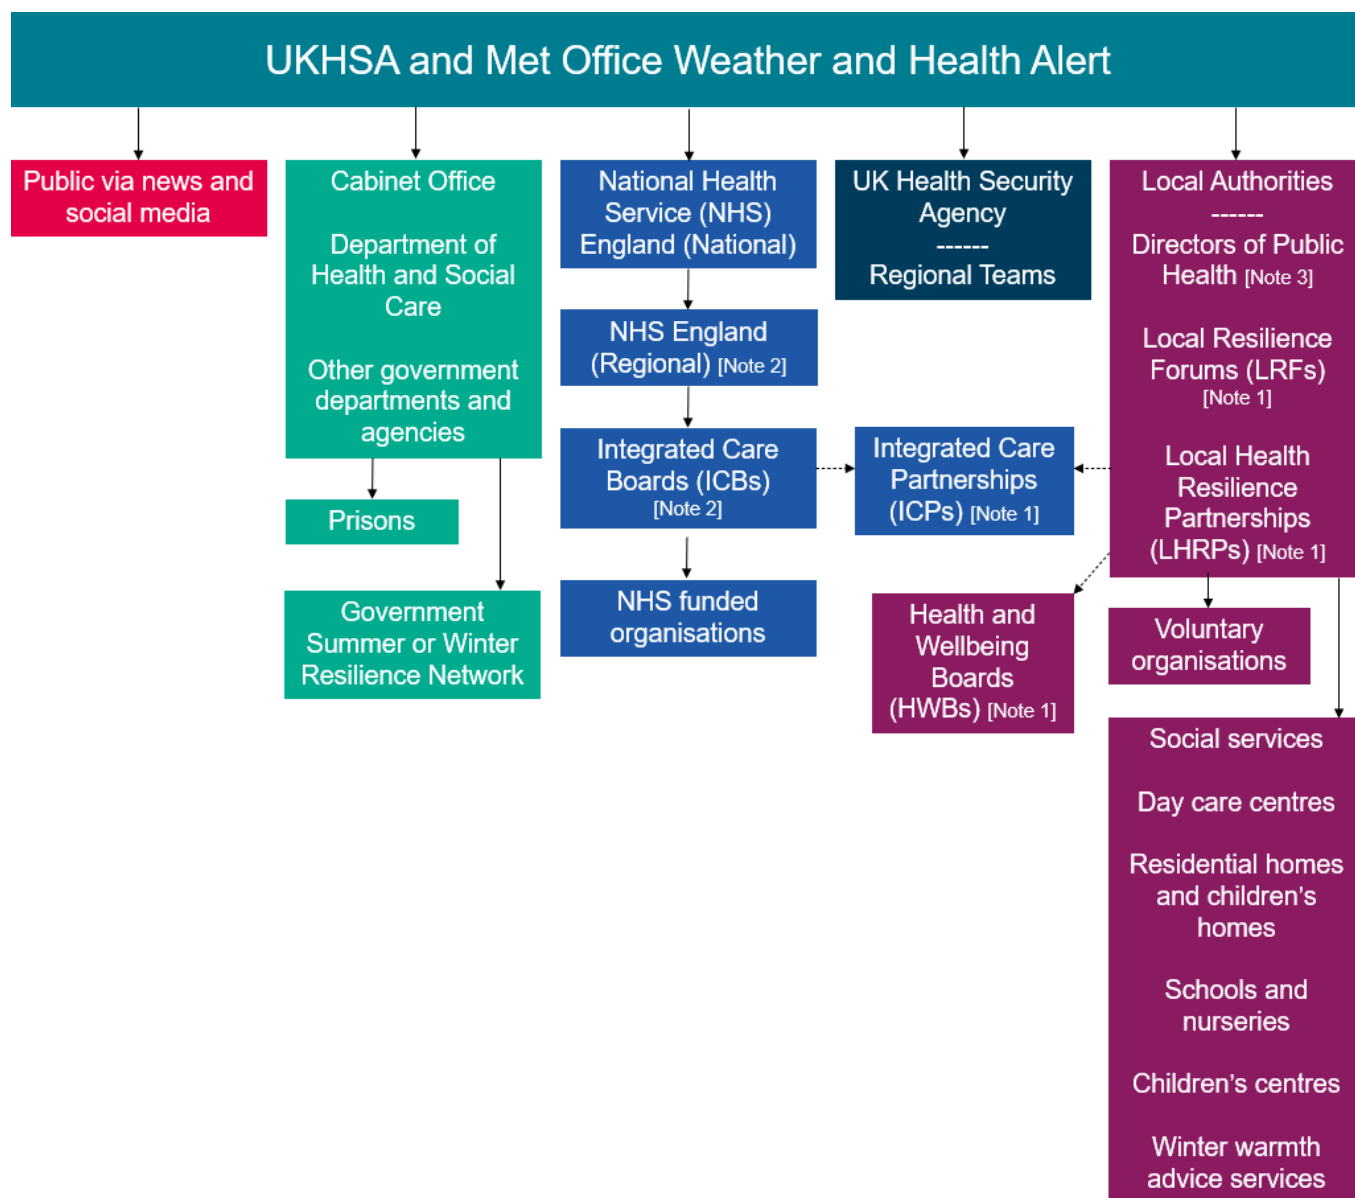 UKHSA and Met Office Weather and Health Alert
Public via news and
social media
Cabinet Office
Department of
Health and Social
Care
Other government
departments and
agencies
Prisons
Government
Summer or Winter
Resilience Network
National Health
Service (NHS)
England (National)
NHS England
(Regional) [Note 2]
Integrated Care
Boards (ICBs)
[Note 2]
NHS funded
organisations
UK Health Security
Agency
------
Regional Teams
Integrated Care
Partnerships
(ICPs) [Note 1]
Health and
Wellbeing
Boards
(HWBs) [Note 1]
Local Authorities
------
Directors of Public
Health [Note 3]
Local Resilience
Forums (LRFs)
[Note 1]
Local Health
Resilience
Partnerships
(LHRPs) [Note 1]
Voluntary
organisations
Social services
Day care centres
Residential homes
and children’s
homes
Schools and
nurseries
Children’s centres
Winter warmth
advice services